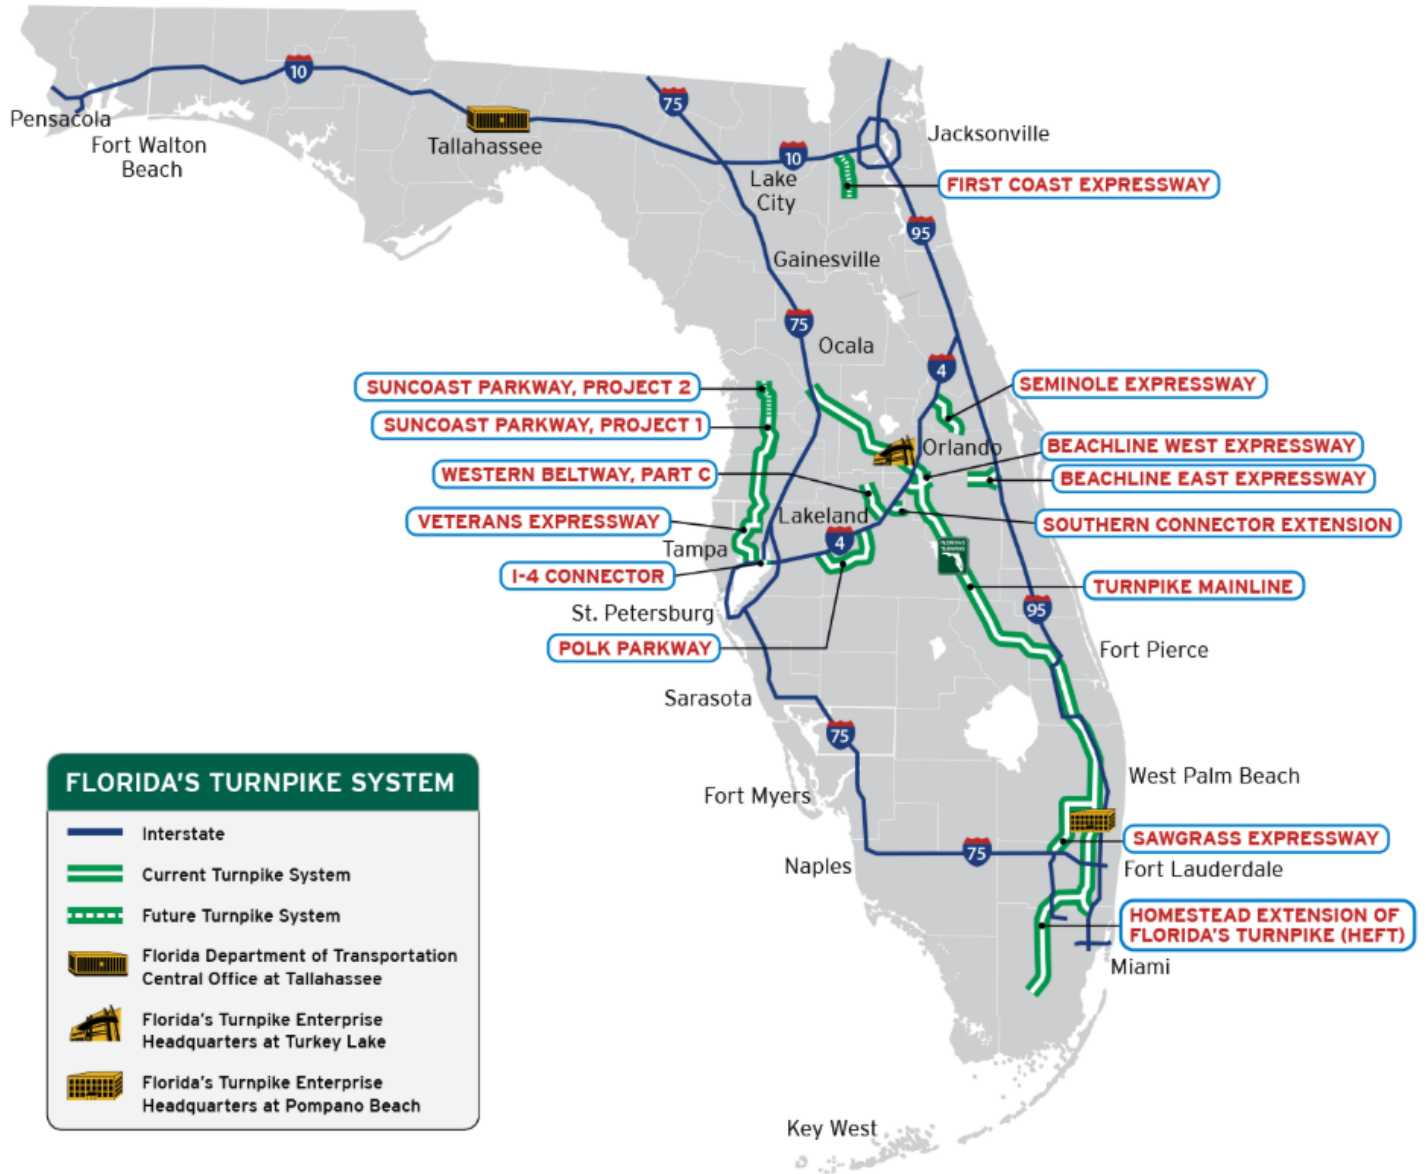 10
Pensacola
Fort Walton
Beach
Tallahassee
75
10
Lake
City
Jacksonville
FIRST COAST EXPRESSWAY
95
Gainesville
75
Ocala
4
SUNCOAST PARKWAY, PROJECT 2
SEMINOLE EXPRESSWAY
SUNCOAST PARKWAY, PROJECT 1
Orlando
BEACHLINE WEST EXPRESSWAY
WESTERN BELTWAY, PART C
BEACHLINE EAST EXPRESSWAY
VETERANS EXPRESSWAY
Lakeland
SOUTHERN CONNECTOR EXTENSION
Tampa
4
FLORIDA'S
TURNPIKE
I-4 CONNECTOR
TURNPIKE MAINLINE
St. Petersburg
95
POLK PARKWAY
Fort Pierce
Sarasota
75
West Palm Beach
Fort Myers
SAWGRASS EXPRESSWAY
Naples
75
Fort Lauderdale
HOMESTEAD EXTENSION OF
FLORIDA'S TURNPIKE (HEFT)
Miami
Key West
FLORIDA'S TURNPIKE SYSTEM
Interstate
Current Turnpike System
Future Turnpike System
Florida Department of Transportation
Central Office at Tallahassee
Florida's Turnpike Enterprise
Headquarters at Turkey Lake
Florida's Turnpike Enterprise
Headquarters at Pompano Beach